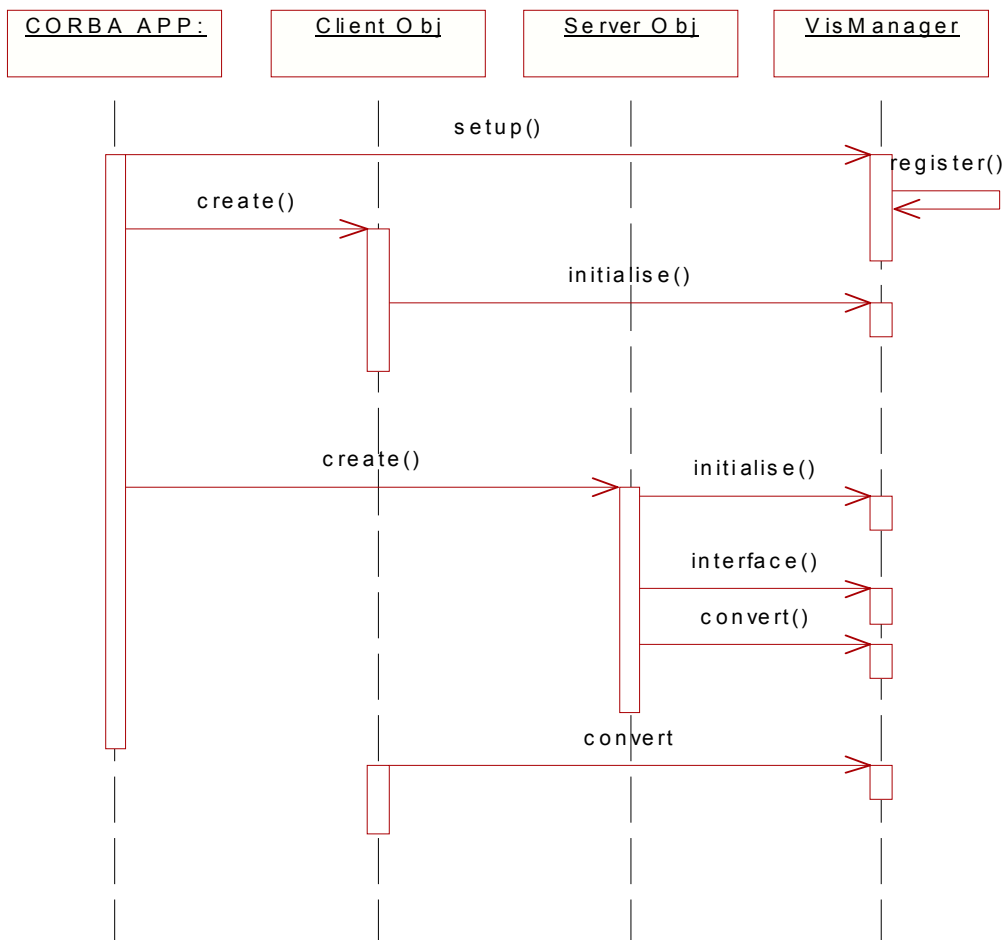 CORBA APP:
Client Obj
Server Obj
VisManager
setup()
register()
create()
initialise()
create()
initialise()
interface()
convert()
convert